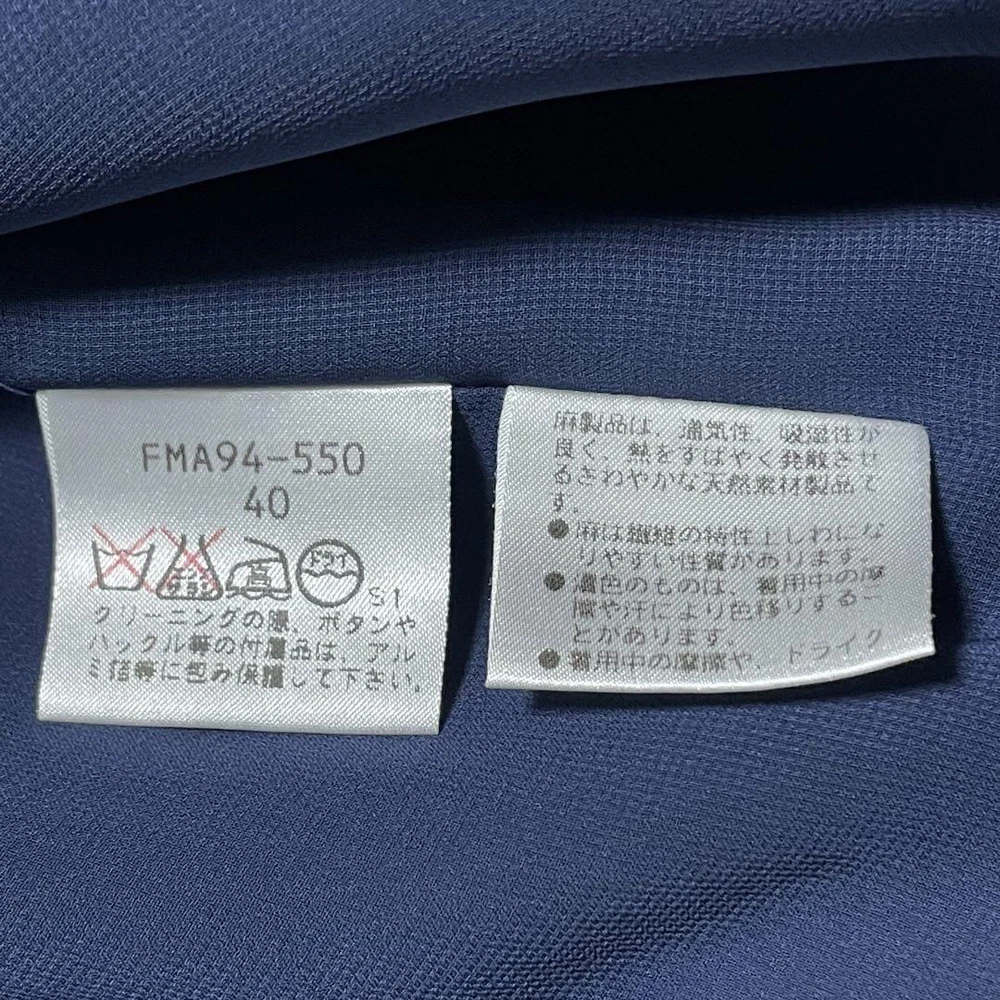 FMA94-550
40
エンソ
サラシ
高
ドライ
S1
クリーニングの際、ボタンや
バックル等の付属品は、アル
ミ箔等に包み保護して下さい。
麻製品は、通気性 吸湿性が
良く、熱をすばやく発散させ
るさわやかな天然素材製品で
す。
●麻は繊維の特性上しわにな
りやすい性質があります。
●濃色のものは、着用中の摩
擦や汗により色移りするこ
とがあります。
●着用中の摩擦や、ドライク